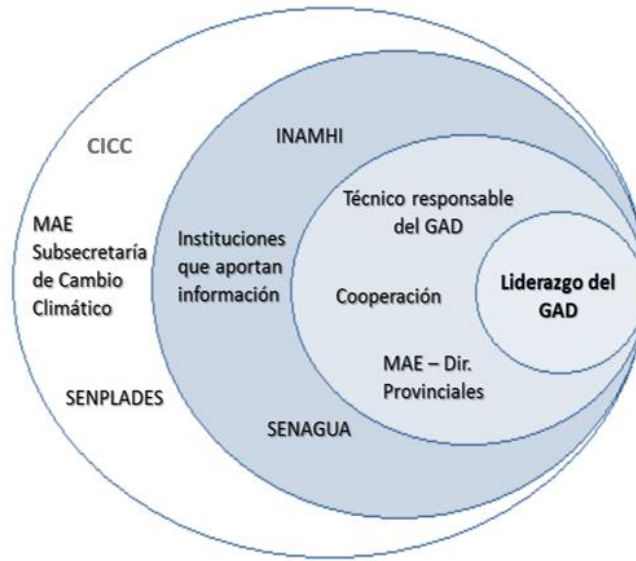 CICC
MAE
Subsecretaría
de Cambio
Climático
SENPLADES
INAMHI
Instituciones
que aportan
información
SENAGUA
Técnico responsable
del GAD
Cooperación
MAE – Dir.
Provinciales
Liderazgo del
GAD